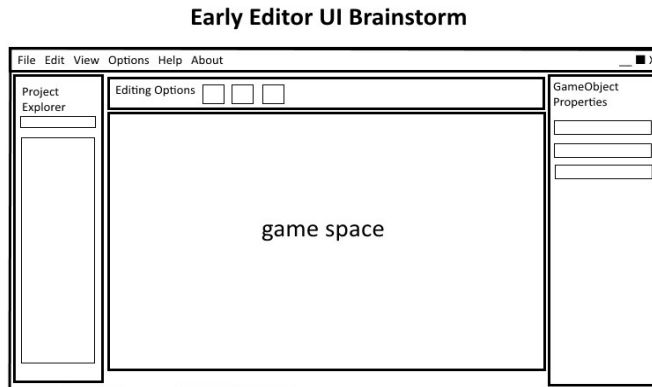 Early Editor UI Brainstorm
File Edit View Options Help About
Project
Explorer
Editing Options
GameObject
Properties
game space